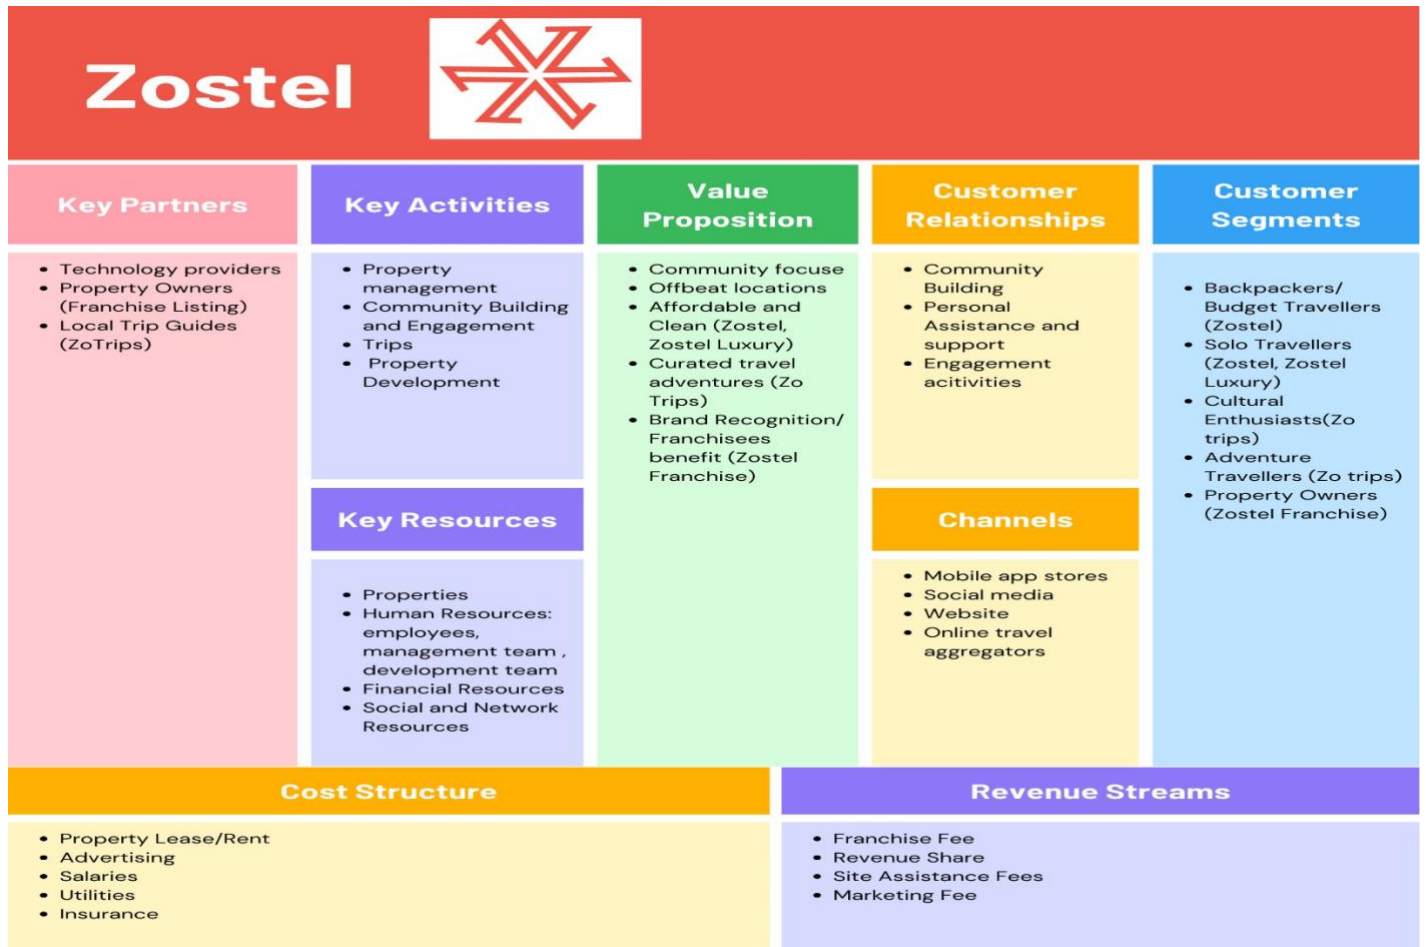 Zostel
Key Partners
• Technology providers
• Property Owners
(Franchise Listing)
• Local Trip Guides
(ZoTrips)
Key Activities
• Property
management
• Community Building
and Engagement
• Trips
• Property
Development
Key Resources
• Properties
• Human Resources:
employees,
management team ,
development team
• Financial Resources
• Social and Network
Resources
Value
Proposition
• Community focuse
• Offbeat locations
• Affordable and
Clean (Zostel,
Zostel Luxury)
• Curated travel
adventures (Zo
Trips)
• Brand Recognition/
Franchisees
benefit (Zostel
Franchise)
Customer
Relationships
• Community
Building
• Personal
Assistance and
support
• Engagement
acitivities
Channels
• Mobile app stores
• Social media
• Website
• Online travel
aggregators
Customer
Segments
• Backpackers/
Budget Travellers
(Zostel)
• Solo Travellers
(Zostel, Zostel
Luxury)
• Cultural
Enthusiasts(Zo
trips)
• Adventure
Travellers (Zo trips)
• Property Owners
(Zostel Franchise)
Cost Structure
• Property Lease/Rent
• Advertising
• Salaries
• Utilities
• Insurance
Revenue Streams
• Franchise Fee
• Revenue Share
• Site Assistance Fees
• Marketing Fee